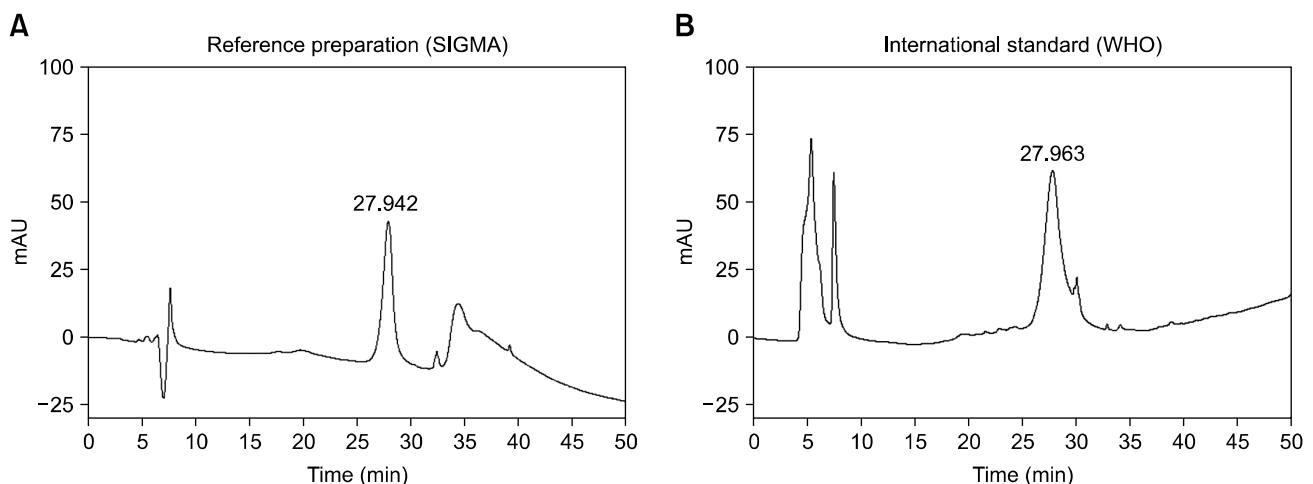 A
Reference preparation (SIGMA)
100
75
50
25
0
−25
mAU
27.942
0 5 10 15 20 25 30 35 40 45 50
Time (min)
B
International standard (WHO)
100
75
50
25
0
−25
mAU
27.963
0 5 10 15 20 25 30 35 40 45 50
Time (min)